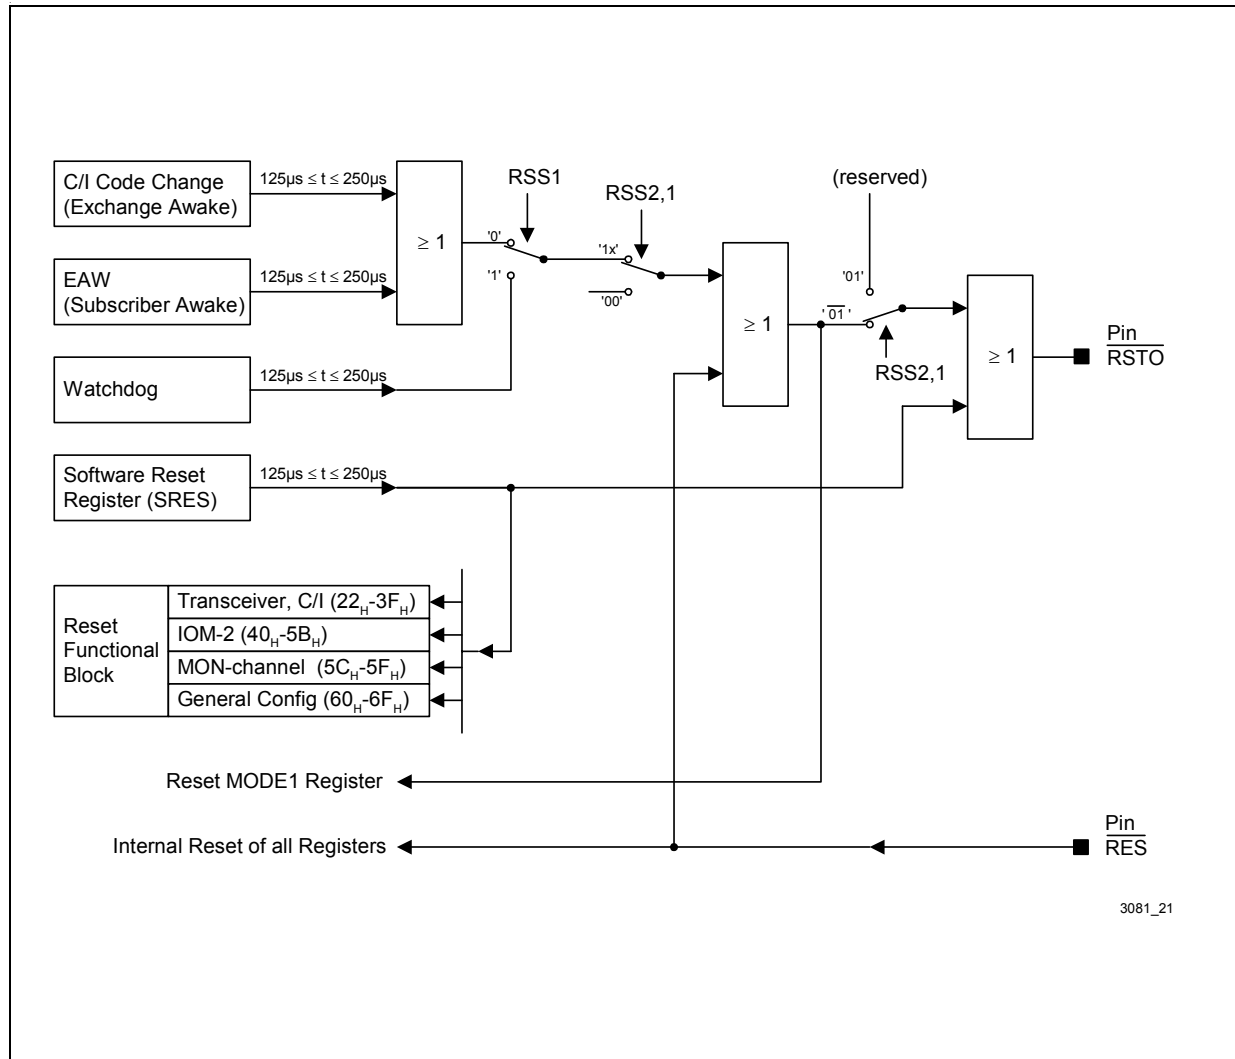 C/I Code Change
(Exchange Awake)
125µs ≤ t ≤ 250µs
EAW
(Subscriber Awake)
125µs ≤ t ≤ 250µs
Watchdog
125µs ≤ t ≤ 250µs
Software Reset
Register (SRES)
125µs ≤ t ≤ 250µs
≥ 1
RSS1
'0'
'1'
RSS2,1
'1x'
'00'
≥ 1
(reserved)
'01'
'01'
RSS2,1
≥ 1
Pin
RSTO
Reset
Functional
Block
Transceiver, C/I (22H-3FH)
IOM-2 (40H-5BH)
MON-channel (5CH-5FH)
General Config (60H-6FH)
Reset MODE1 Register
Internal Reset of all Registers
Pin
RES
3081_21